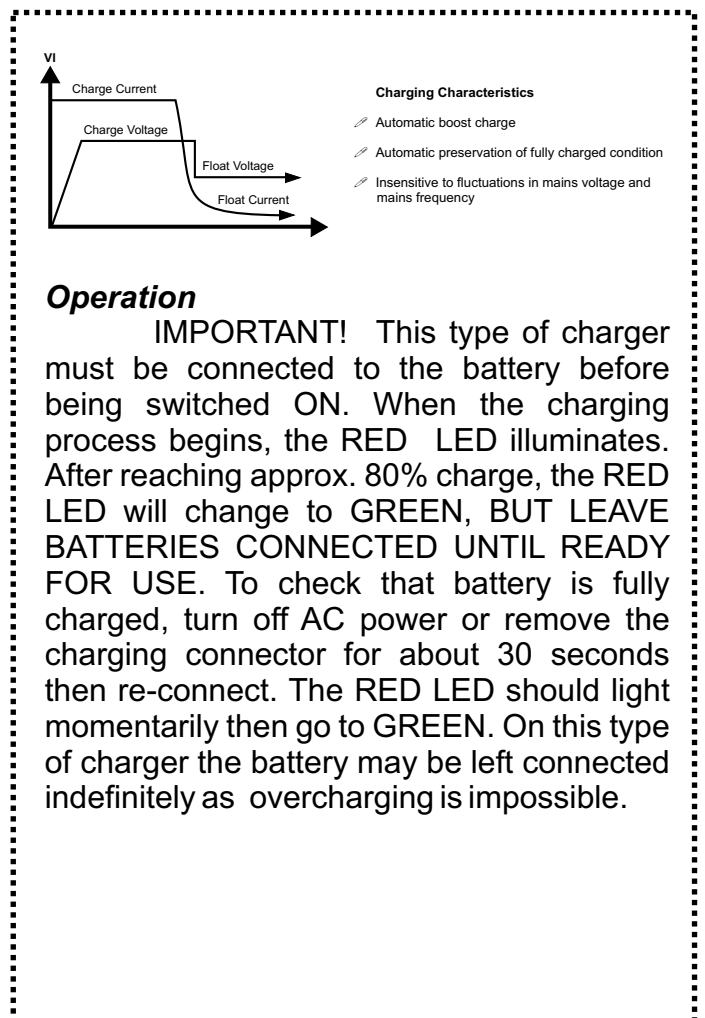 VI
Charge Current
Charge Voltage
Float Voltage
Float Current
Charging Characteristics
Automatic boost charge
Automatic preservation of fully charged condition
Insensitive to fluctuations in mains voltage and
mains frequency
Operation
IMPORTANT! This type of charger
must be connected to the battery before
being switched ON. When the charging
process begins, the RED LED illuminates.
After reaching approx. 80% charge, the RED
LED will change to GREEN, BUT LEAVE
BATTERIES CONNECTED UNTIL READY
FOR USE. To check that battery is fully
charged, turn off AC power or remove the
charging connector for about 30 seconds
then re-connect. The RED LED should light
momentarily then go to GREEN. On this type
of charger the battery may be left connected
indefinitely as overcharging is impossible.